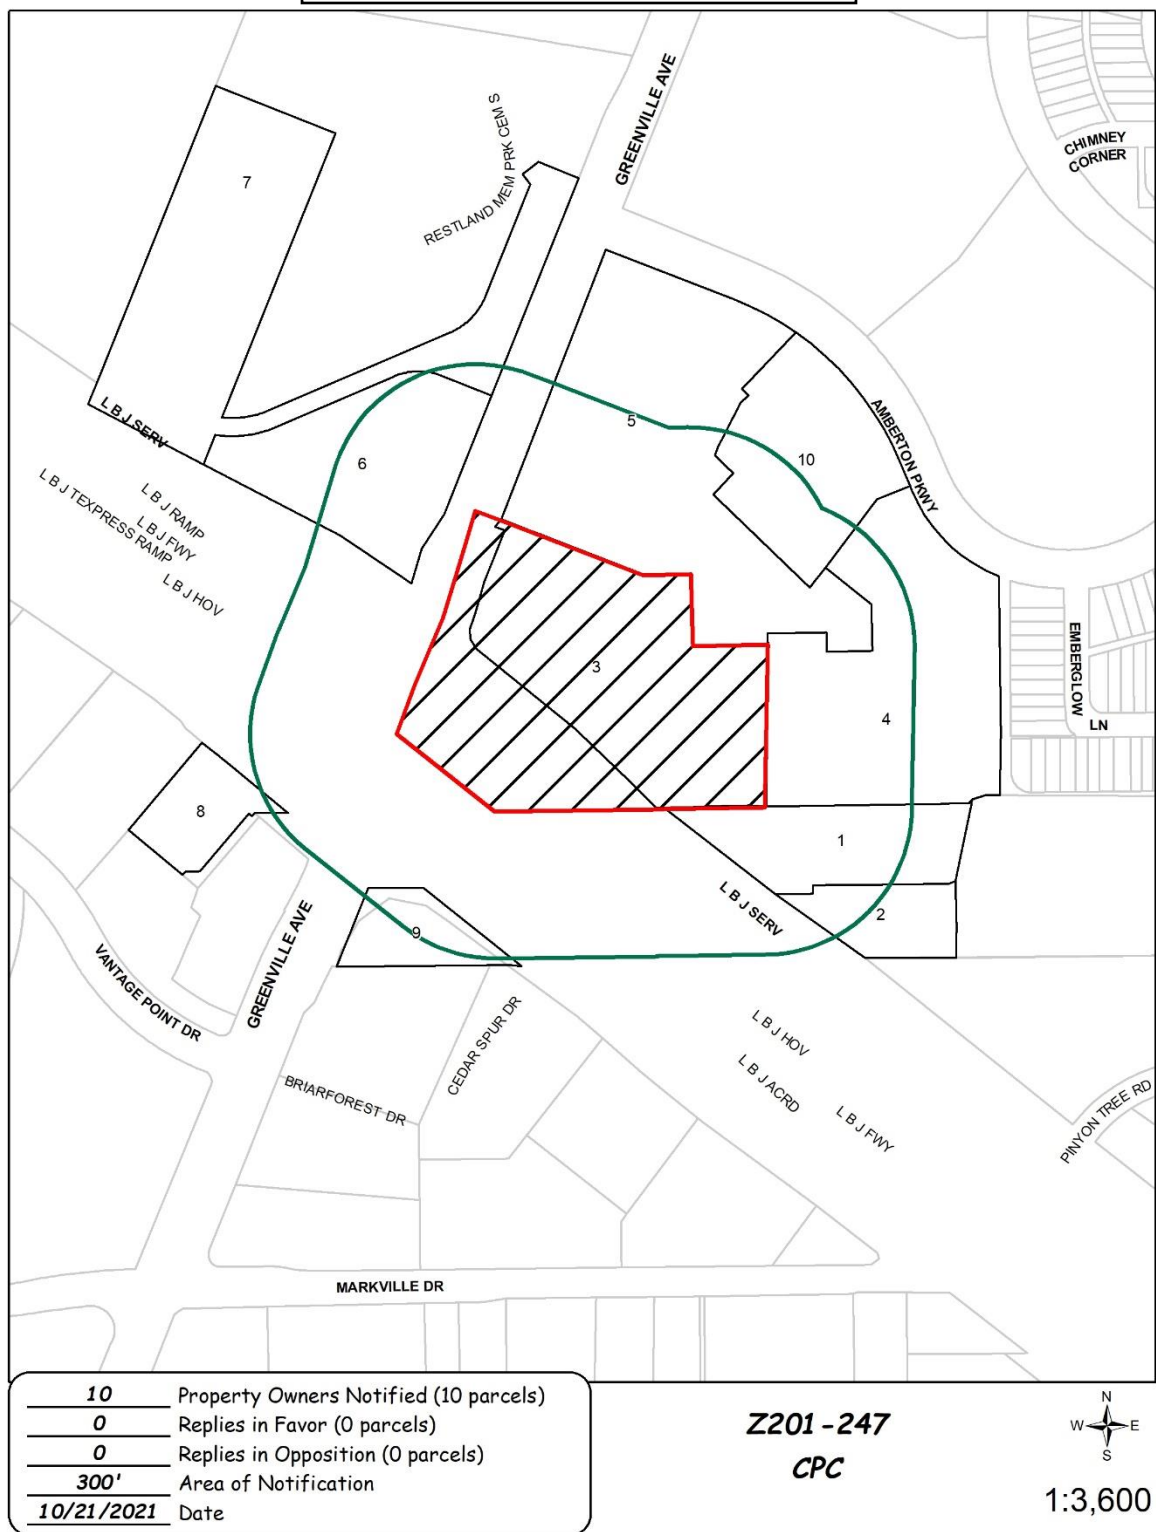 GREENVILLE AVE
CHIMNEY
CORNER
RESTLAND MEM PRK CEM S
7
L B J SERV
5
AMBERTON PKWY
6
10
L B J TEXPRESS RAMP
L B J RAMP
L B J FWY
L B J HOV
3
EMBERGLOW
LN
4
8
1
L B J SERV
2
9
GREENVILLE AVE
VANTAGE POINT DR
CEDAR SPUR DR
L B J HOV
L B J ACRD
L B J FWY
BRIARFOREST DR
PINYON TREE RD
MARKVILLE DR
10 Property Owners Notified (10 parcels)
0 Replies in Favor (0 parcels)
0 Replies in Opposition (0 parcels)
300' Area of Notification
10/21/2021 Date
Z201-247
CPC
N
W E
S
1:3,600